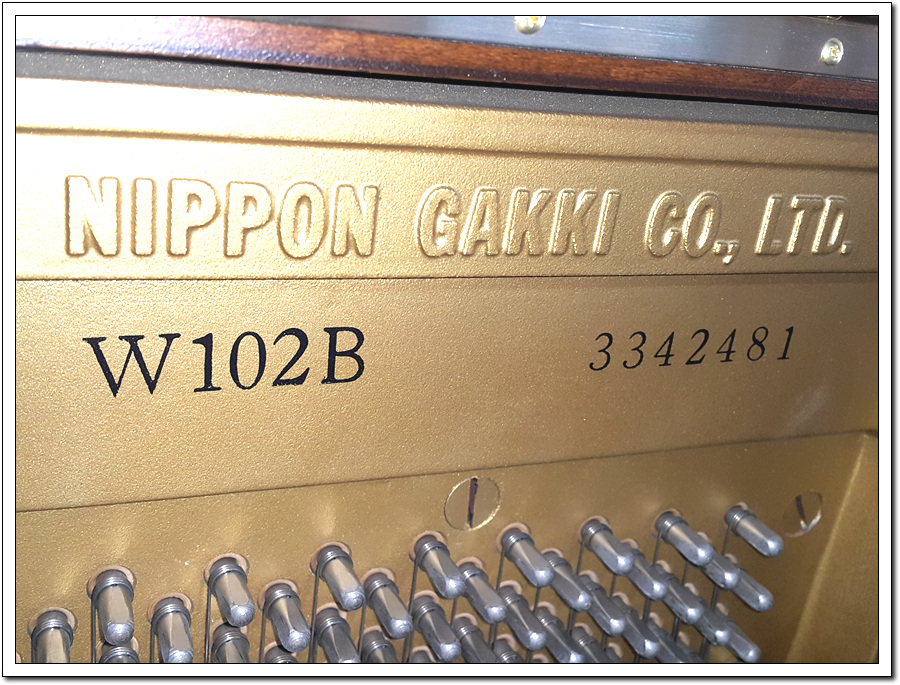 NIPPON GAKKI CO., LTD.
W102B 3342481